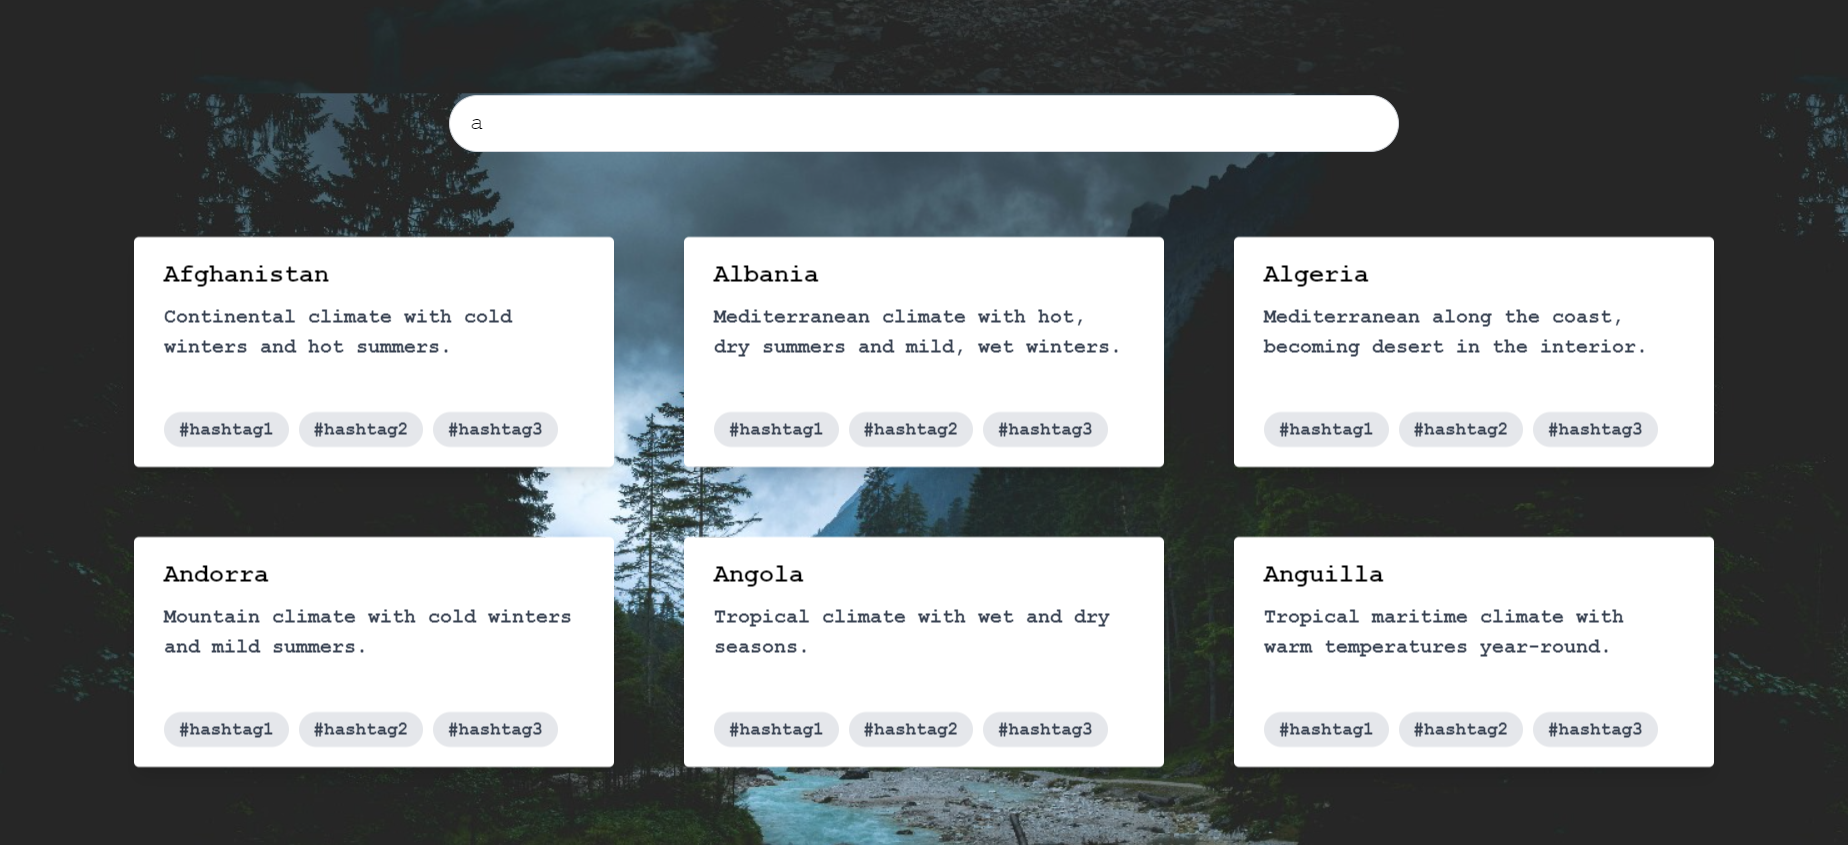 a
Afghanistan
Continental climate with cold
winters and hot summers.
#hashtag1 #hashtag2 #hashtag3
Albania
Mediterranean climate with hot,
dry summers and mild, wet winters.
#hashtag1 #hashtag2 #hashtag3
Algeria
Mediterranean along the coast,
becoming desert in the interior.
#hashtag1 #hashtag2 #hashtag3
Andorra
Mountain climate with cold winters
and mild summers.
#hashtag1 #hashtag2 #hashtag3
Angola
Tropical climate with wet and dry
seasons.
#hashtag1 #hashtag2 #hashtag3
Anguilla
Tropical maritime climate with
warm temperatures year-round.
#hashtag1 #hashtag2 #hashtag3